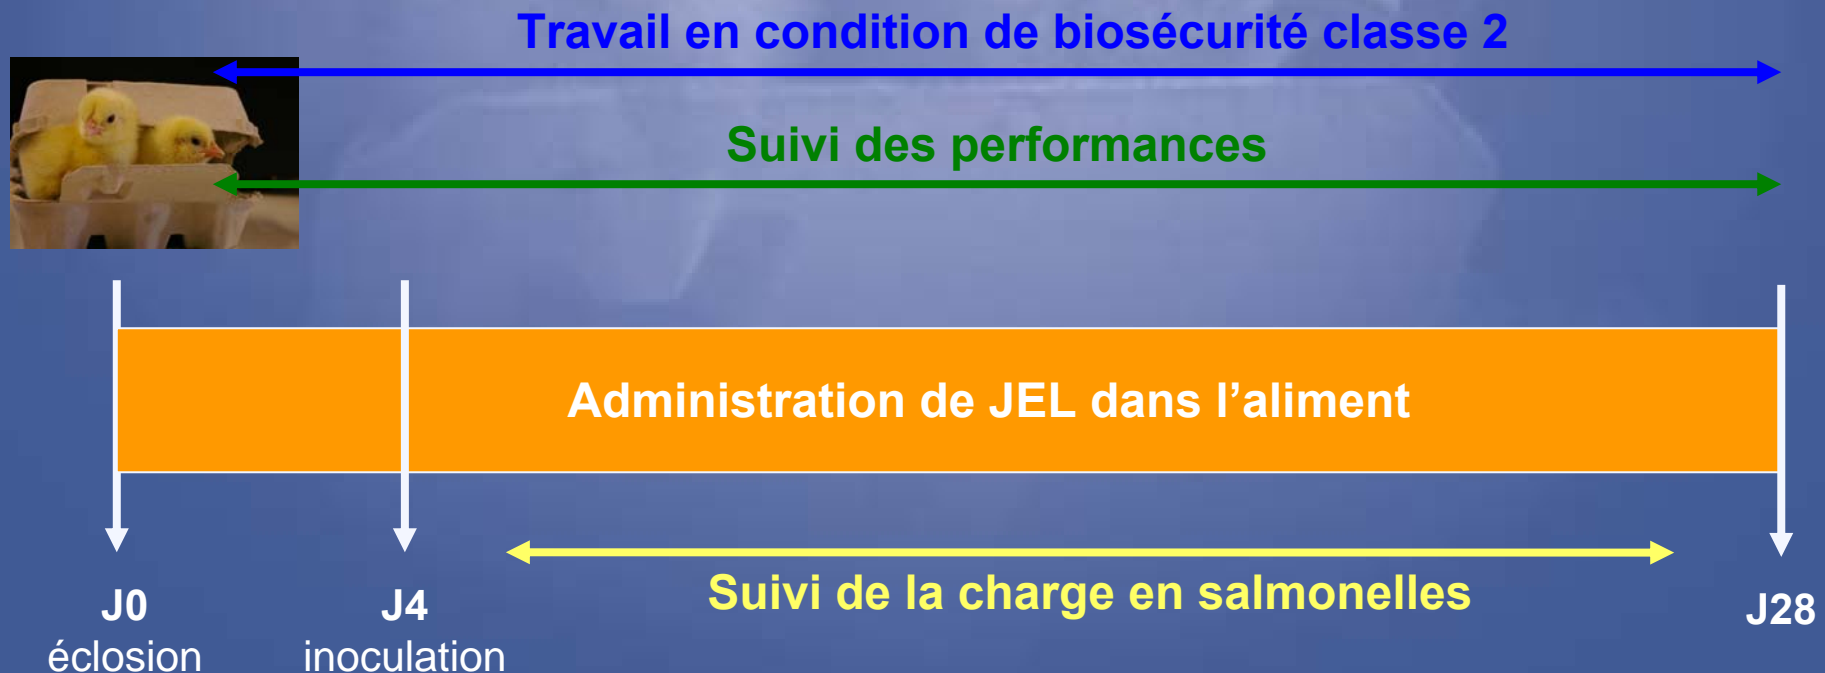 Travail en condition de biosécurité classe 2
Suivi des performances
Administration de JEL dans l’aliment
Suivi de la charge en salmonelles
J0
éclosion
J4
inoculation
J28